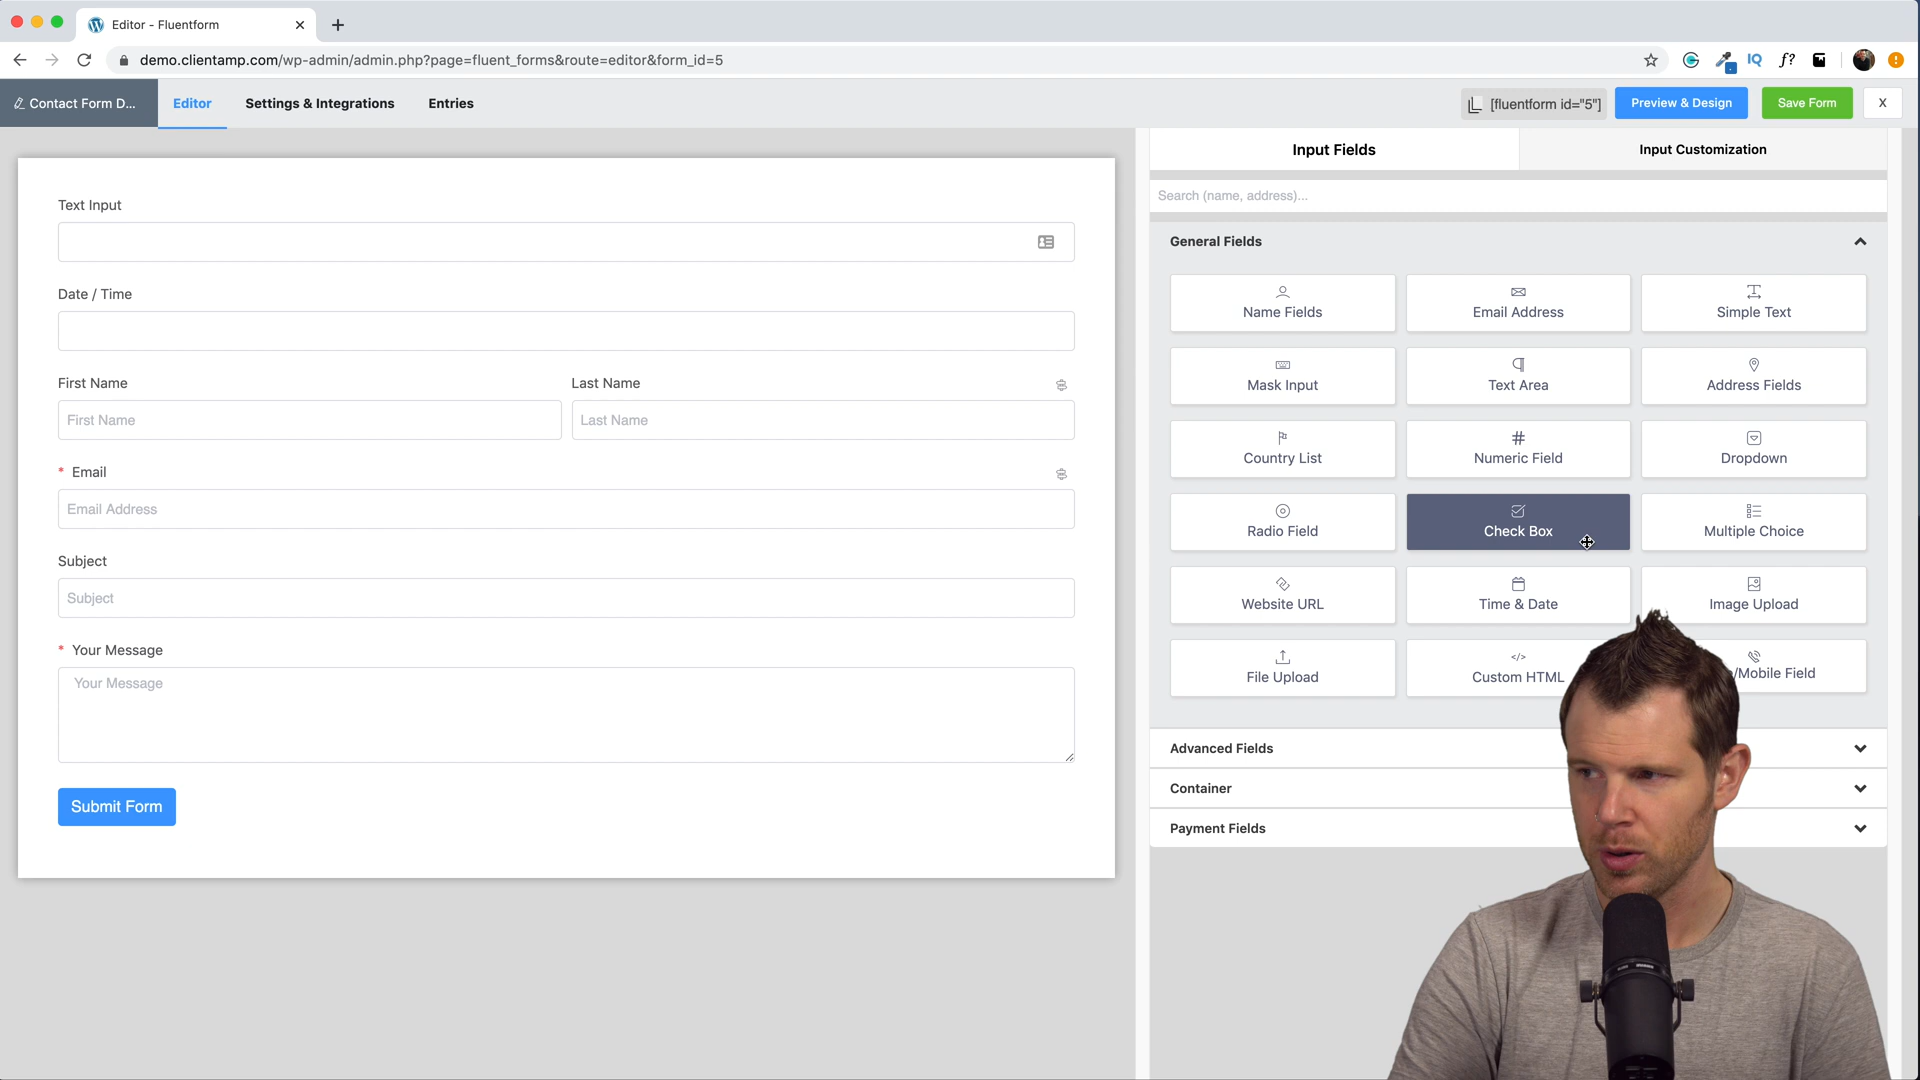 Editor - Fluentform
demo.clientamp.com/wp-admin/admin.php?page=fluent_forms&route=editor&form_id=5
IQ
f?
Contact Form D...
Editor
Settings & Integrations
Entries
[fluentform id="5"]
Preview & Design
Save Form
X
Text Input
Date / Time
First Name
Last Name
First Name
Last Name
* Email
Email Address
Subject
Subject
* Your Message
Your Message
Submit Form
Input Fields
Input Customization
Search (name, address)...
General Fields
Name Fields
Email Address
Simple Text
Mask Input
Text Area
Address Fields
Country List
Numeric Field
Dropdown
Radio Field
Check Box
Multiple Choice
Website URL
Time & Date
Image Upload
File Upload
Custom HTML
/Mobile Field
Advanced Fields
Container
Payment Fields